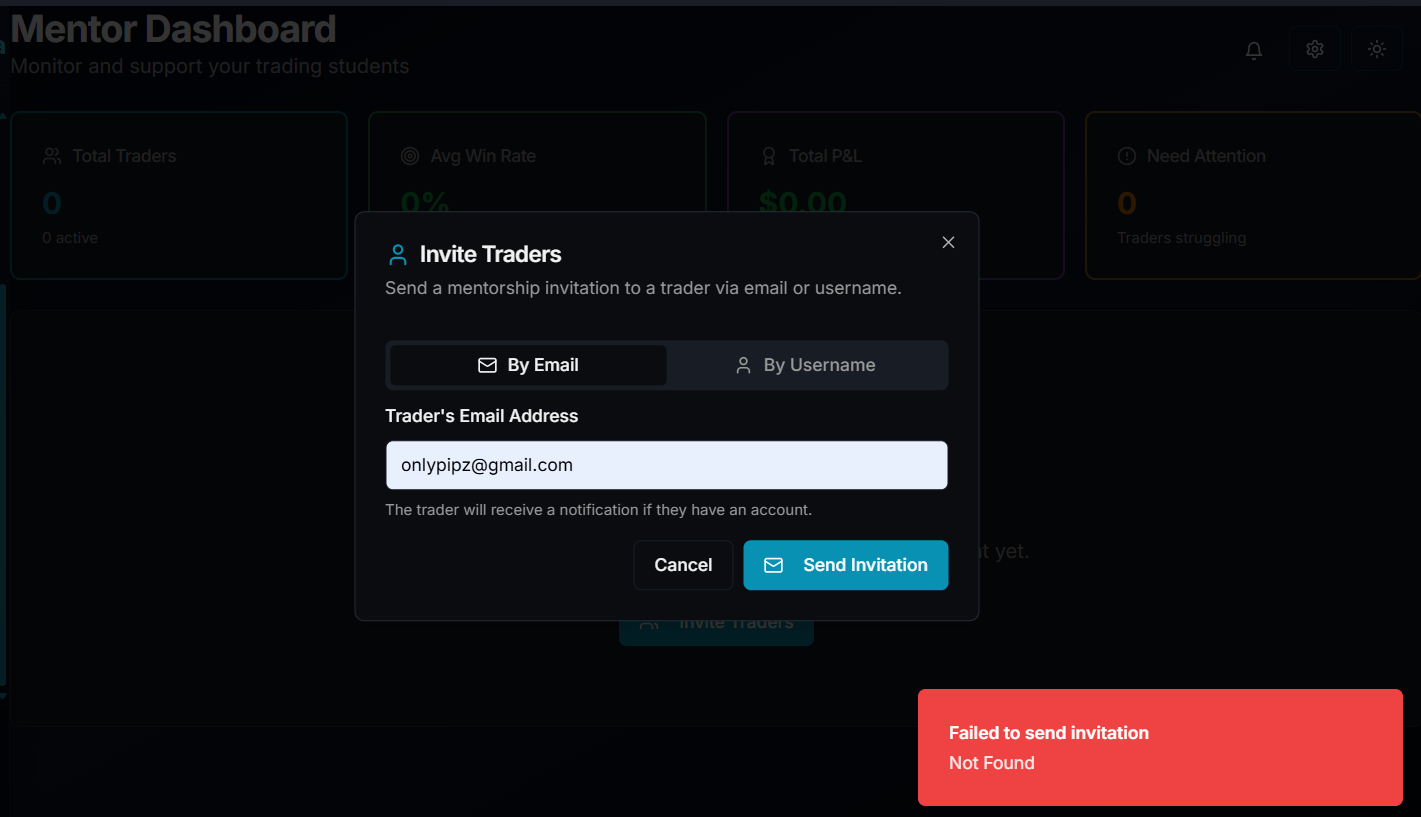 Mentor Dashboard
Monitor and support your trading students
Total Traders
0
0 active
Avg Win Rate
0%
Total P&L
$0.00
Need Attention
0
Traders struggling
Invite Traders
Send a mentorship invitation to a trader via email or username.
By Email
By Username
Trader's Email Address
onlypipz@gmail.com
The trader will receive a notification if they have an account.
Cancel
Send Invitation
yet.
Invite Traders
Failed to send invitation
Not Found